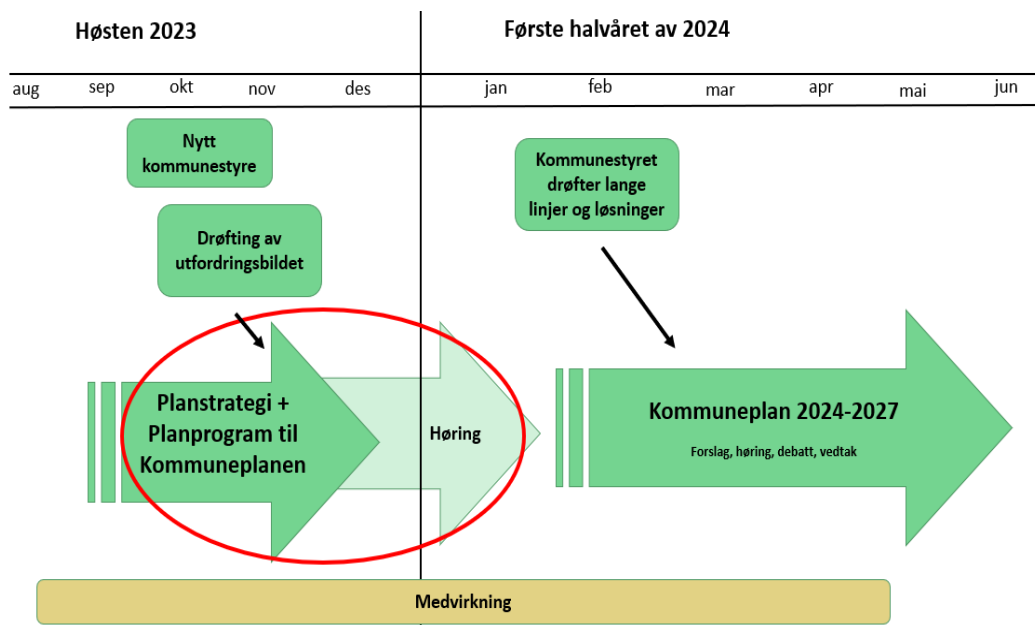 Høsten 2023
Første halvåret av 2024
aug
sep
okt
nov
des
jan
feb
mar
apr
mai
jun
Nytt
kommunestyre
Kommunestyret
drøfter lange
linjer og løsninger
Drøfting av
utfordringsbildet
Planstrategi +
Planprogram til
Kommuneplanen
Høring
Kommuneplan 2024-2027
Forslag, høring, debatt, vedtak
Medvirkning